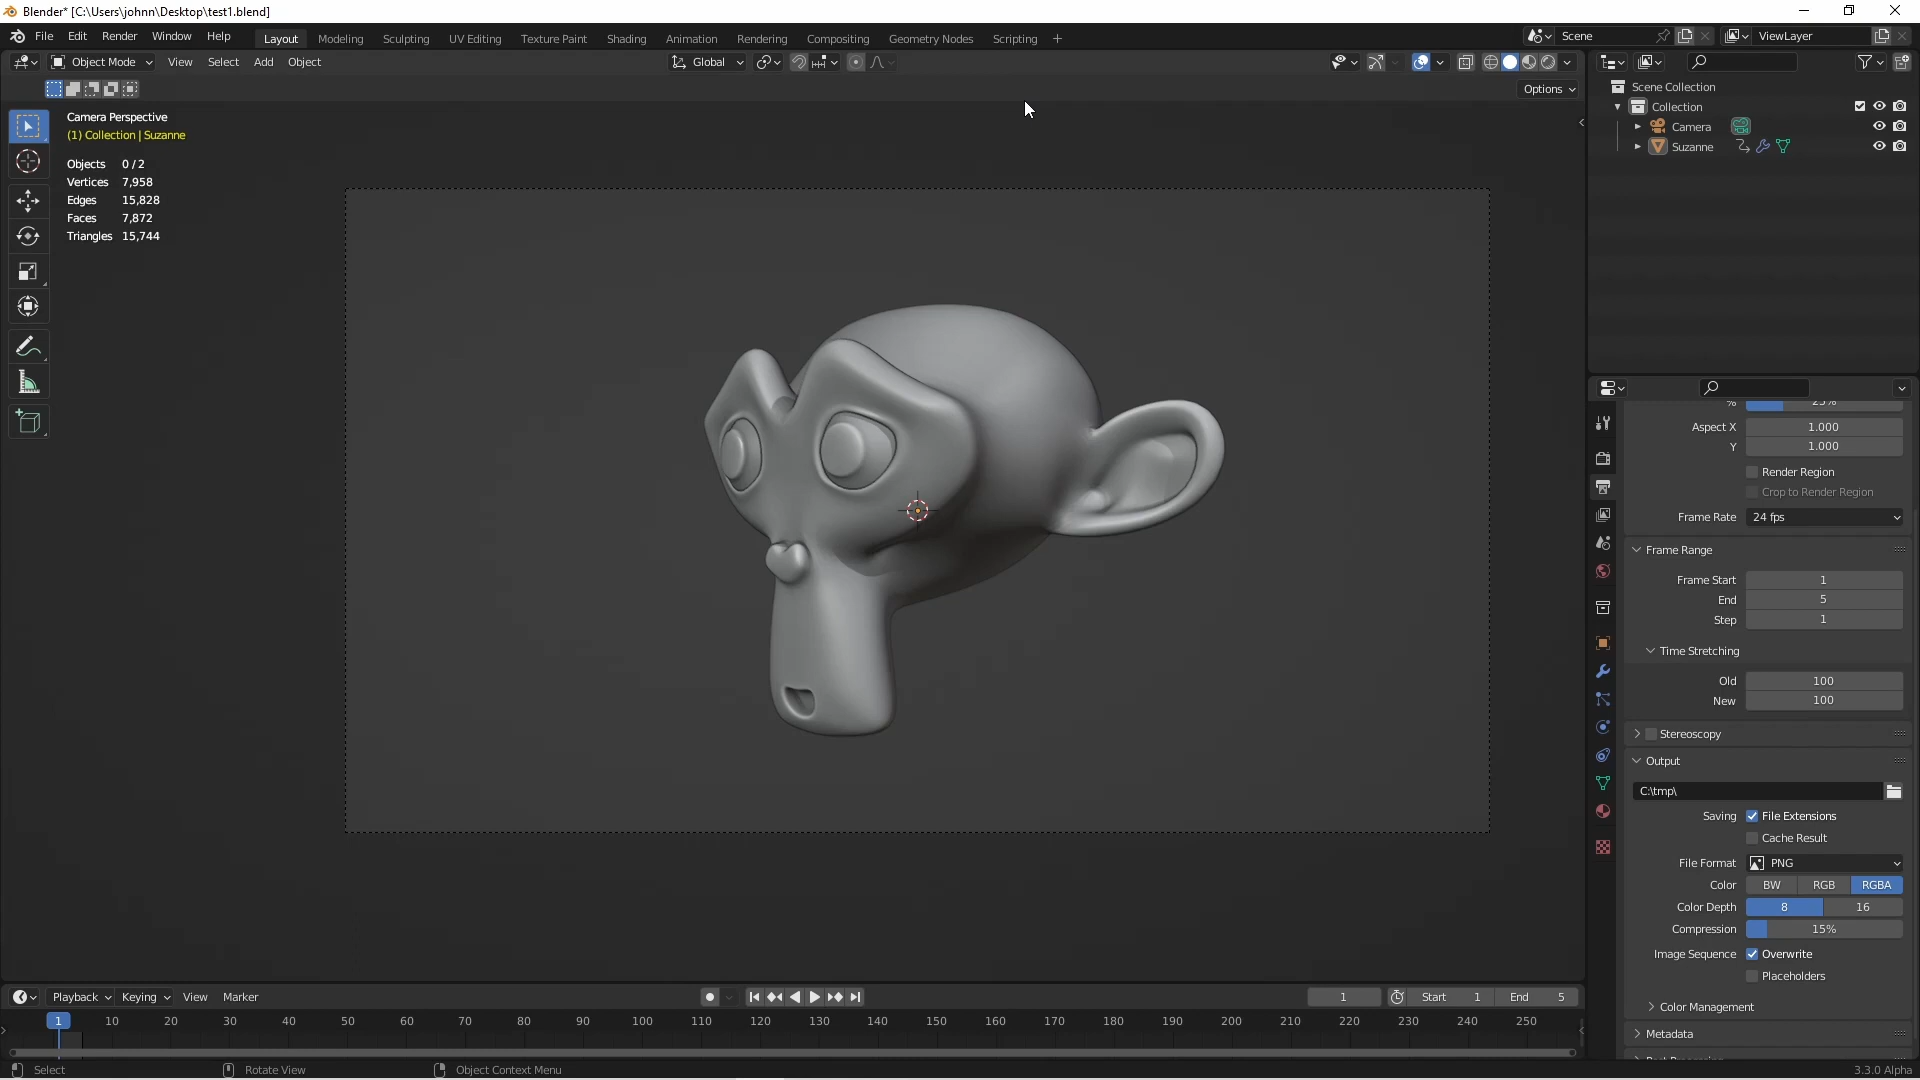 Blender* [C:\Users\johnn\Desktop\test1.blend]
File Edit Render Window Help Layout Modeling Sculpting UV Editing Texture Paint Shading Animation Rendering Compositing Geometry Nodes Scripting +
Scene ViewLayer
Object Mode View Select Add Object Global
Options
Camera Perspective
(1) Collection | Suzanne
Objects 0/2
Vertices 7,958
Edges 15,828
Faces 7,872
Triangles 15,744
Scene Collection
Collection
Camera
Suzanne
% 25%
Aspect X 1.000
Y 1.000
Render Region
Crop to Render Region
Frame Rate 24 fps
Frame Range
Frame Start 1
End 5
Step 1
Time Stretching
Old 100
New 100
Stereoscopy
Output
C:\tmp\
Saving File Extensions
Cache Result
File Format PNG
Color BW RGB RGBA
Color Depth 8 16
Compression 15%
Image Sequence Overwrite
Placeholders
Color Management
Metadata
Playback Keying View Marker 1 Start 1 End 5
1 10 20 30 40 50 60 70 80 90 100 110 120 130 140 150 160 170 180 190 200 210 220 230 240 250
Select Rotate View Object Context Menu 3.3.0 Alpha